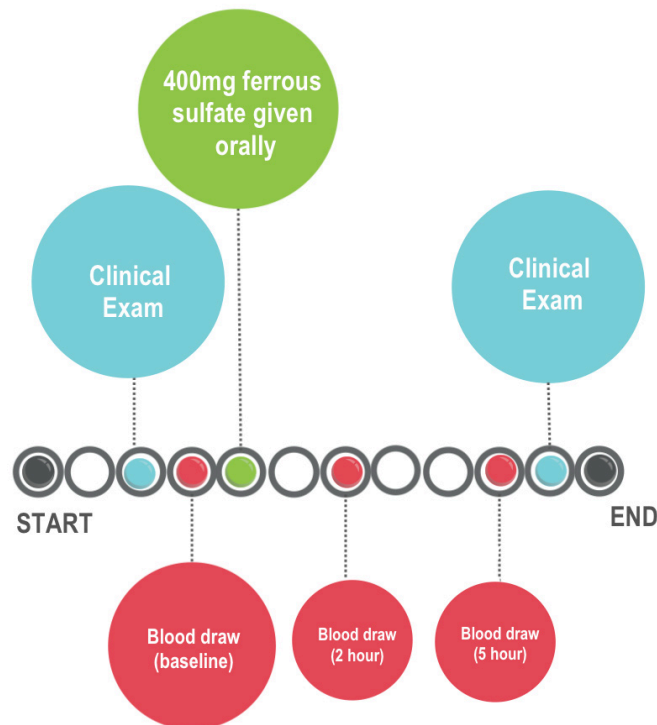 400mg ferrous
sulfate given
orally
Clinical
Exam
Clinical
Exam
START
END
Blood draw
(baseline)
Blood draw
(2 hour)
Blood draw
(5 hour)